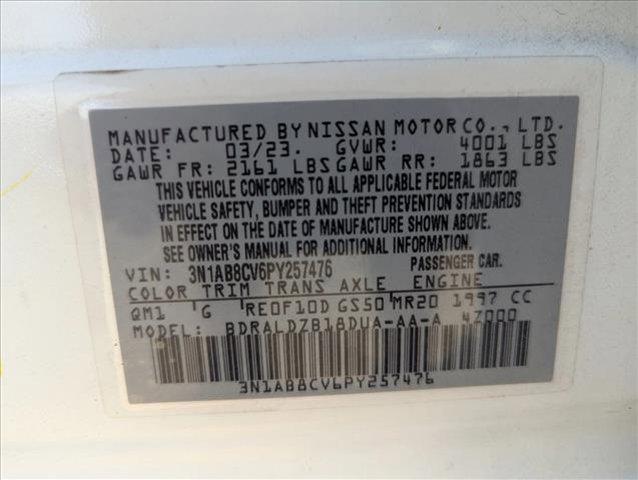 MANUFACTURED BY NISSAN MOTOR CO., LTD.
DATE: 03/23. GVWR: 4001 LBS
GAWR FR: 2161 LBS GAWR RR: 1863 LBS
THIS VEHICLE CONFORMS TO ALL APPLICABLE FEDERAL MOTOR
VEHICLE SAFETY, BUMPER AND THEFT PREVENTION STANDARDS
IN EFFECT ON THE DATE OF MANUFACTURE SHOWN ABOVE.
SEE OWNER'S MANUAL FOR ADDITIONAL INFORMATION.
VIN: 3N1AB8CV6PY257476 PASSENGER CAR.
COLOR TRIM TRANS AXLE ENGINE
QM1 G RE0F10D GS50 MR20 1997 CC
MODEL: BDRALDZB18DUA-AA-A 4Z000
3N1AB8CV6PY257476